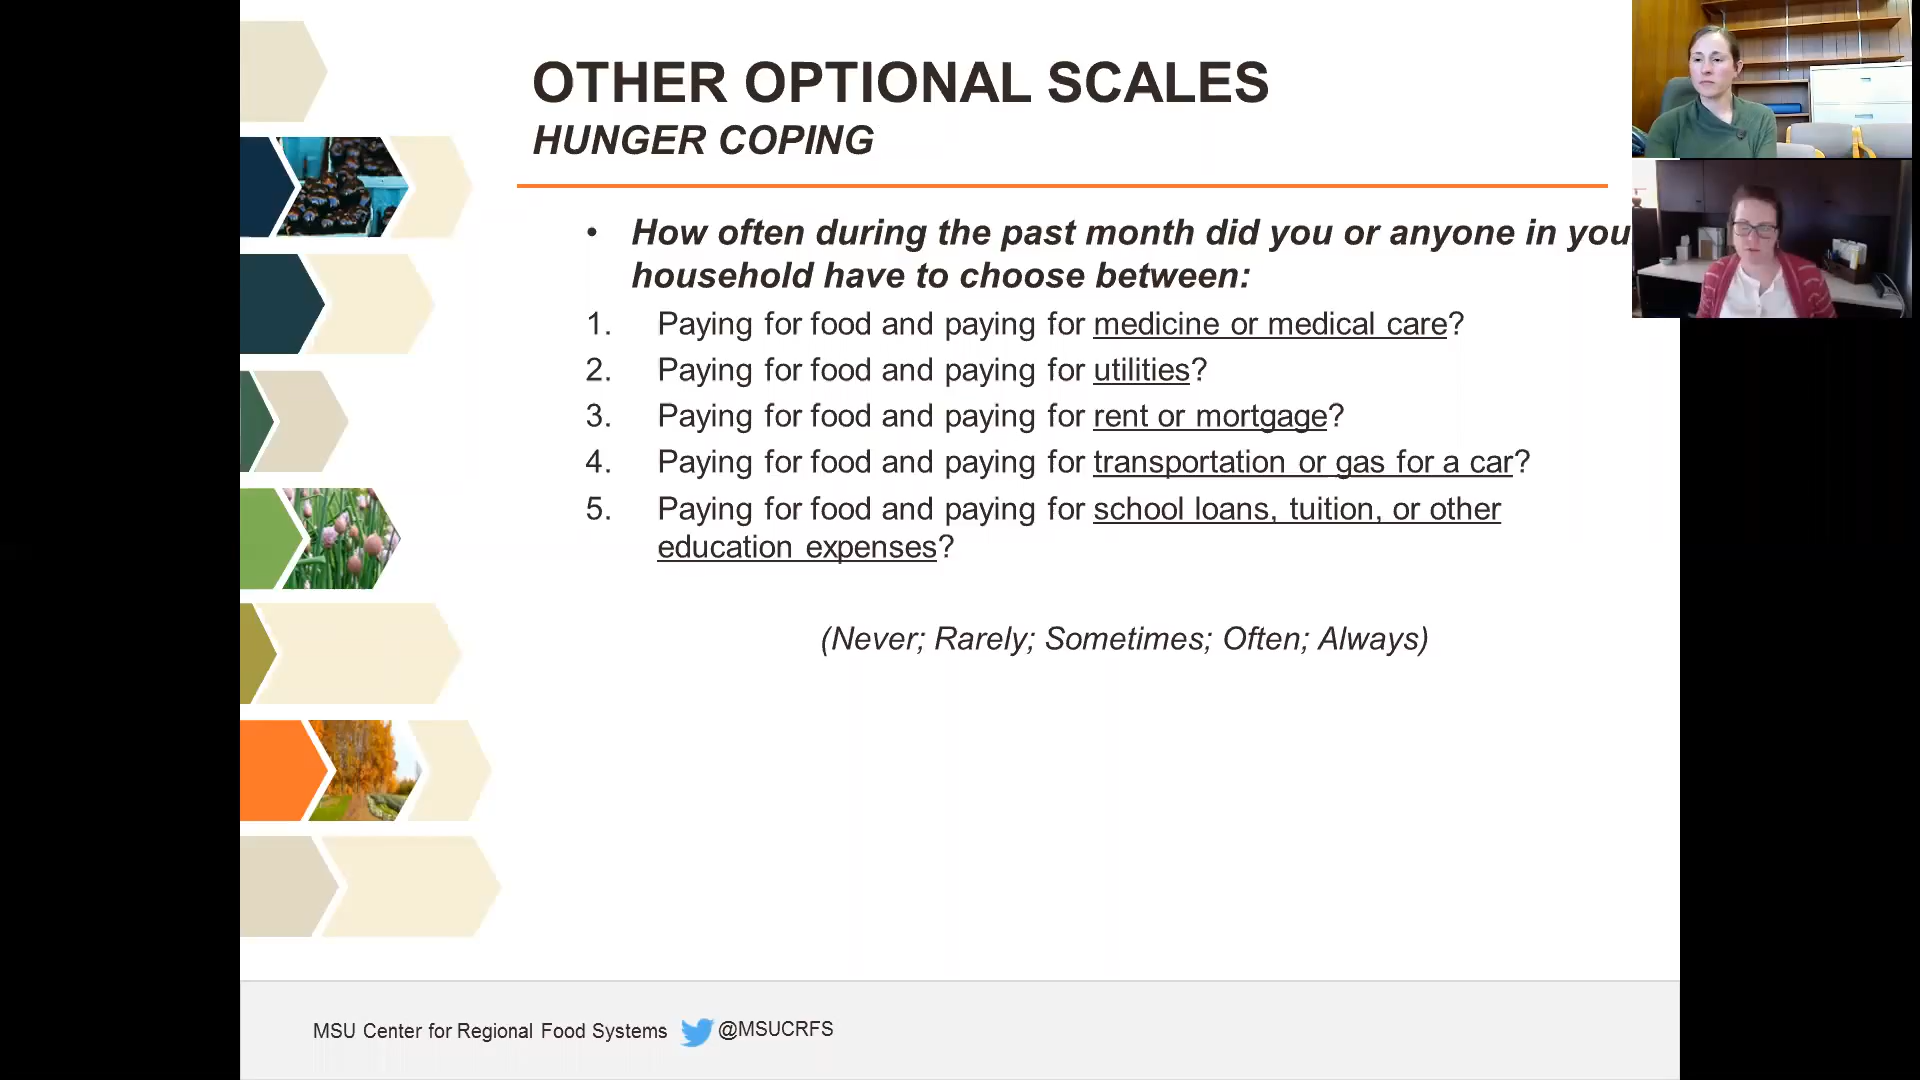 OTHER OPTIONAL SCALES
HUNGER COPING
• How often during the past month did you or anyone in you
household have to choose between:
1. Paying for food and paying for medicine or medical care?
2. Paying for food and paying for utilities?
3. Paying for food and paying for rent or mortgage?
4. Paying for food and paying for transportation or gas for a car?
5. Paying for food and paying for school loans, tuition, or other
education expenses?
(Never; Rarely; Sometimes; Often; Always)
MSU Center for Regional Food Systems @MSUCRFS